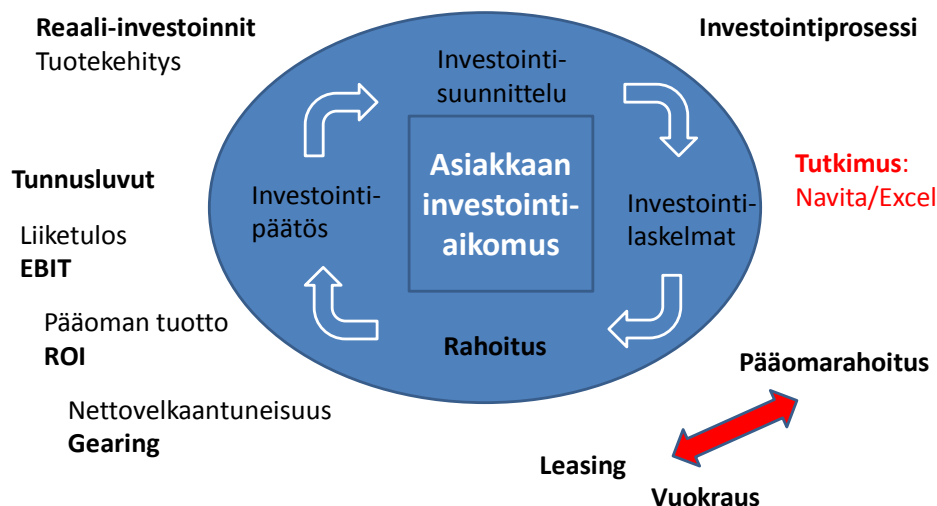 Reaali-investoinnit
Tuotekehitys
Investointiprosessi
Investointi-
suunnittelu
Asiakkaan
investointi-
aikomus
Investointi-
päätös
Investointi-
laskelmat
Rahoitus
Tutkimus:
Navita/Excel
Tunnusluvut
Liiketulos
EBIT
Pääoman tuotto
ROI
Nettovelkaantuneisuus
Gearing
Pääomarahoitus
Leasing
Vuokraus